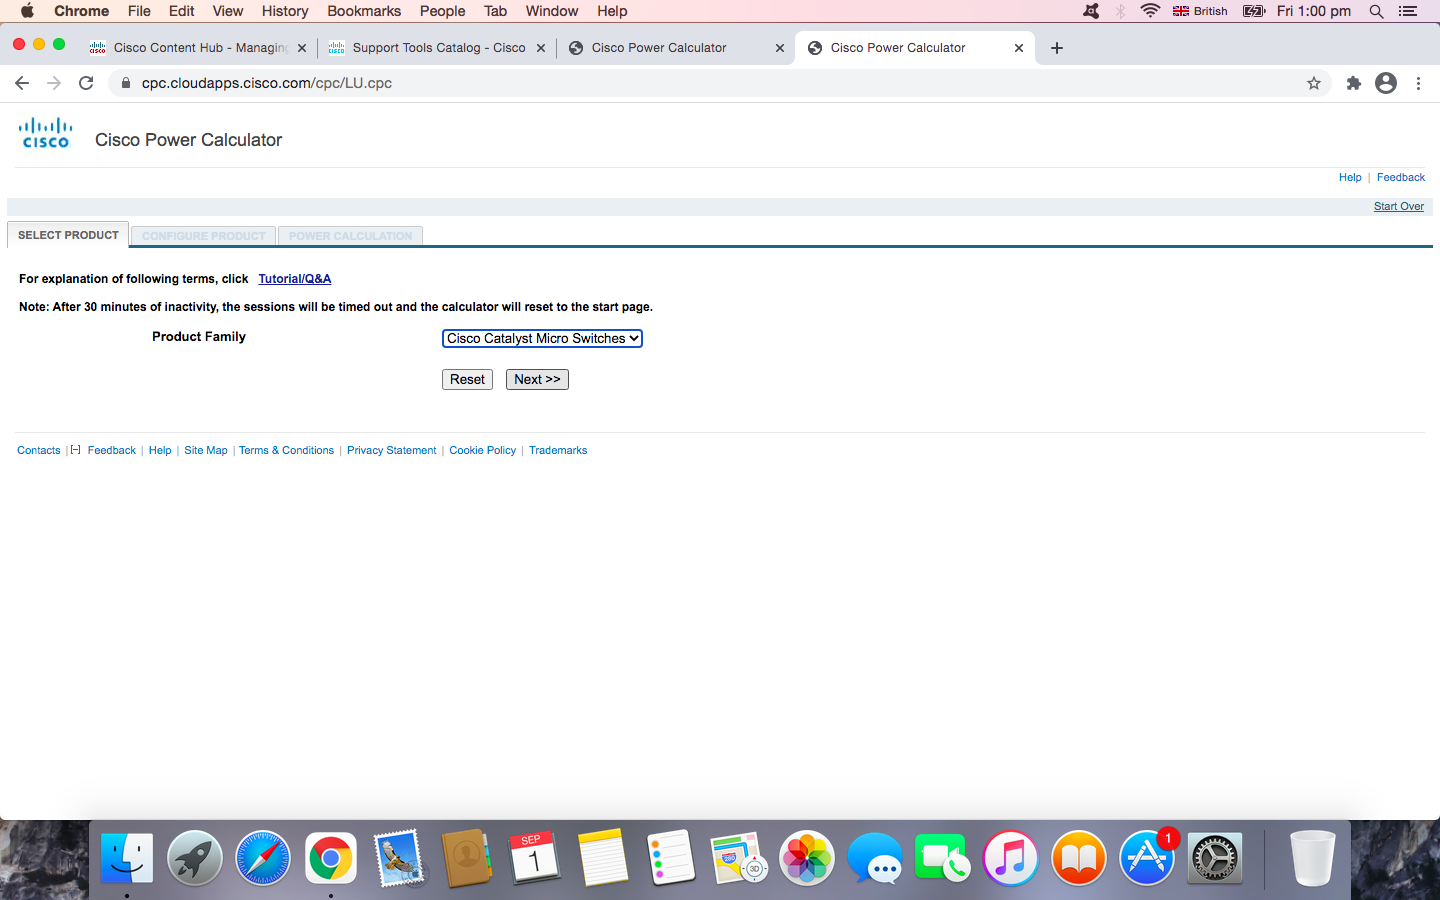 Chrome File Edit View History Bookmarks People Tab Window Help British Fri 1:00 pm
Cisco Content Hub - Managing Support Tools Catalog - Cisco Cisco Power Calculator Cisco Power Calculator
cpc.cloudapps.cisco.com/cpc/LU.cpc
CISCO Cisco Power Calculator
Help | Feedback
Start Over
SELECT PRODUCT CONFIGURE PRODUCT POWER CALCULATION
For explanation of following terms, click Tutorial/Q&A
Note: After 30 minutes of inactivity, the sessions will be timed out and the calculator will reset to the start page.
Product Family Cisco Catalyst Micro Switches
Reset Next >>
Contacts | [-] Feedback | Help | Site Map | Terms & Conditions | Privacy Statement | Cookie Policy | Trademarks
SEP
1
280
3D
1